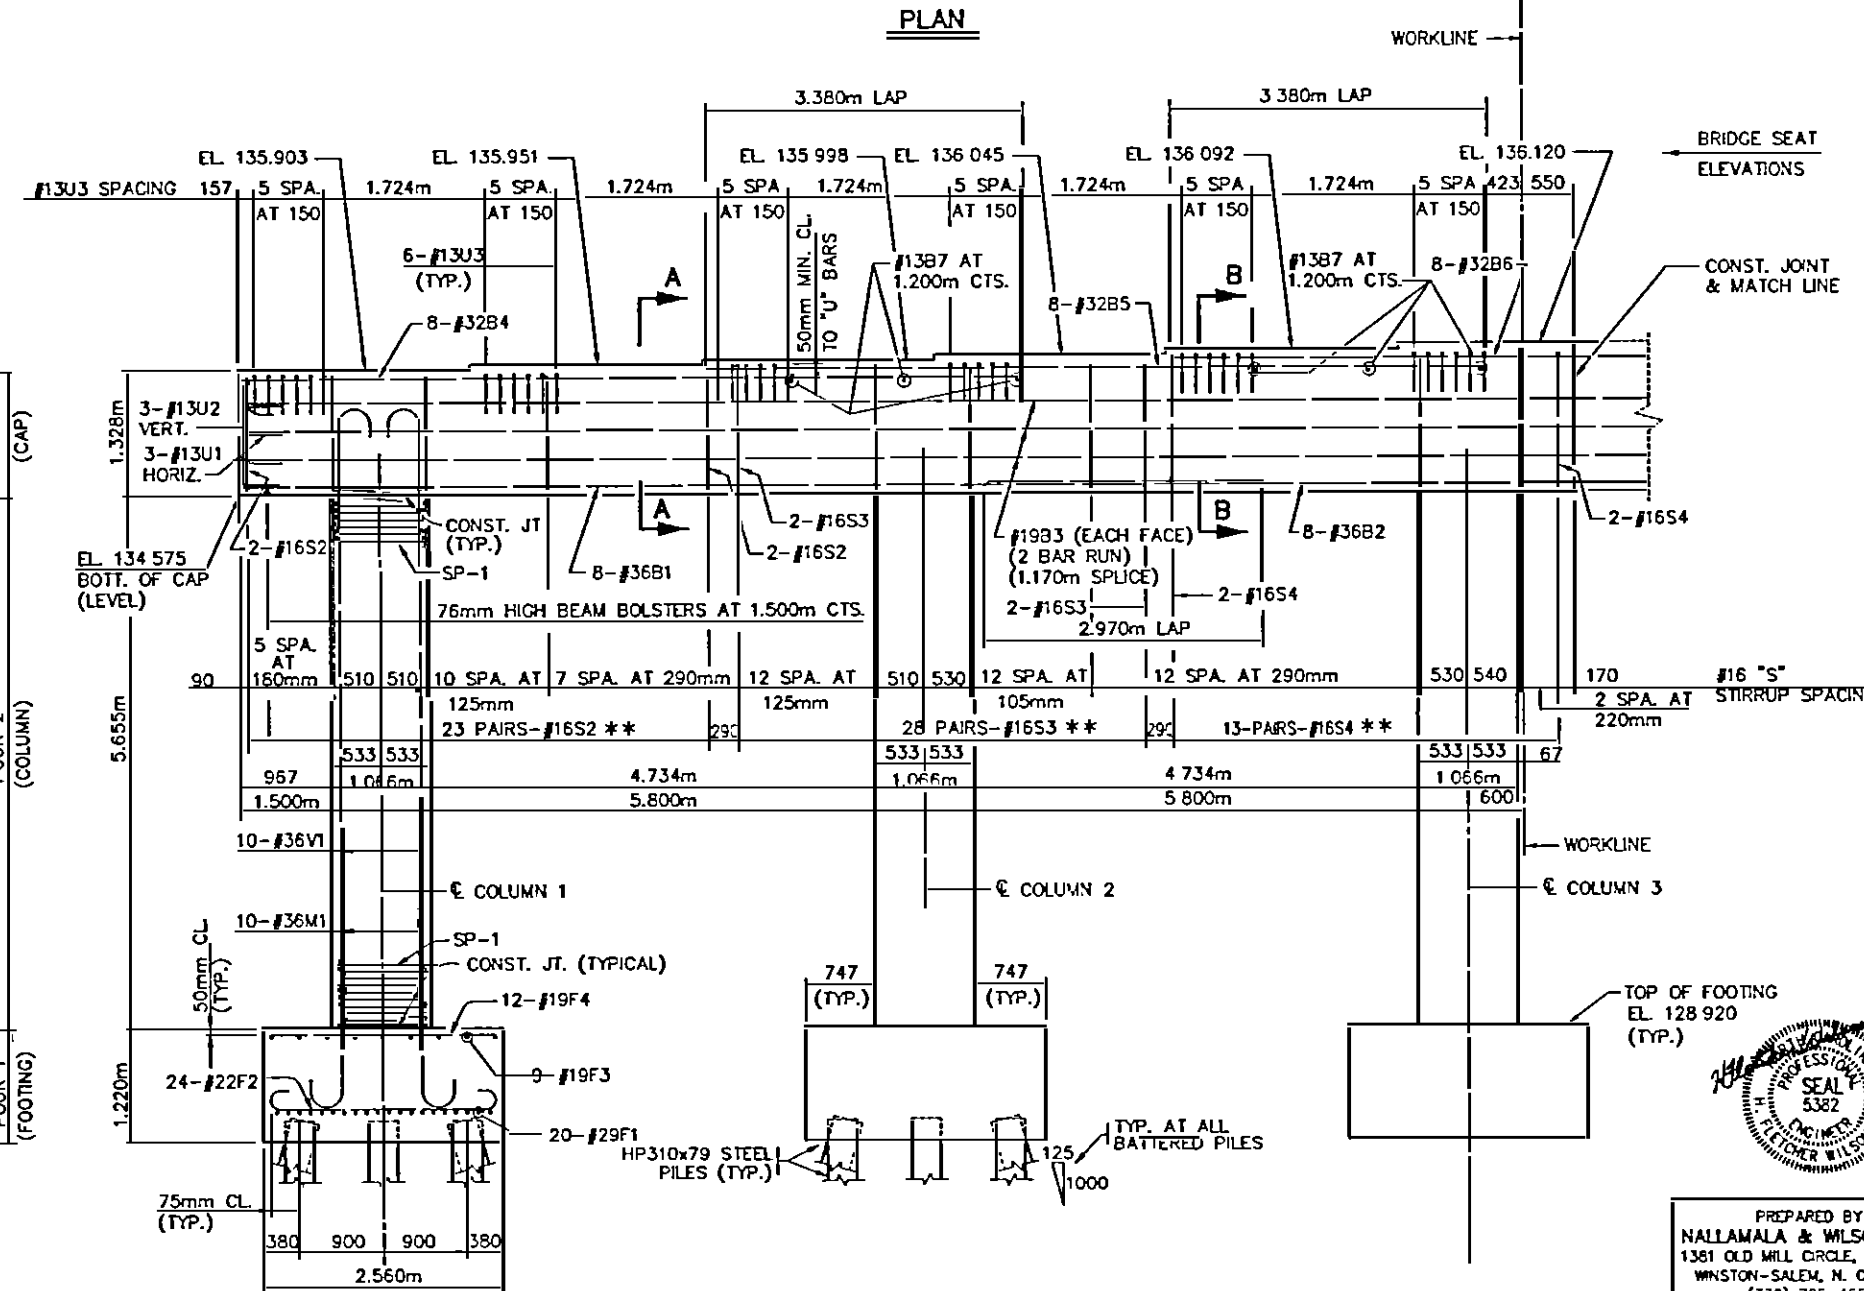 PLAN
WORKLINE
3.380m LAP
3 380m LAP
BRIDGE SEAT
ELEVATIONS
EL. 135.903
EL. 135.951
EL. 135 998
EL. 136 045
EL. 136 092
EL. 136.120
#13U3 SPACING
157
5 SPA.
AT 150
1.724m
5 SPA.
AT 150
1.724m
5 SPA
AT 150
1.724m
5 SPA.
AT 150
1.724m
5 SPA
AT 150
1.724m
5 SPA
AT 150
423
550
6-#13U3
(TYP.)
A
50mm MIN. CL.
TO "U" BARS
#13B7 AT
1.200m CTS.
B
#13B7 AT
1.200m CTS.
8-#32B6
CONST. JOINT
& MATCH LINE
8-#32B4
8-#32B5
(CAP)
1.328m
3-#13U2
VERT.
3-#13U1
HORIZ.
A
B
CONST. JT
(TYP.)
2-#16S3
2-#16S2
2-#16S2
#19B3 (EACH FACE)
(2 BAR RUN)
(1.170m SPLICE)
8-#36B2
2-#16S4
EL. 134 575
BOTT. OF CAP
(LEVEL)
SP-1
8-#36B1
2-#16S3
2-#16S4
76mm HIGH BEAM BOLSTERS AT 1.500m CTS.
2.970m LAP
90
5 SPA.
AT
180mm
510
510
10 SPA. AT
125mm
7 SPA. AT 290mm
12 SPA. AT
125mm
510
530
12 SPA. AT
105mm
12 SPA. AT 290mm
530
540
170
2 SPA. AT
220mm
#16 "S"
STIRRUP SPACIN
23 PAIRS-#16S2 **
290
28 PAIRS-#16S3 **
290
13-PAIRS-#16S4 **
5.655m
(COLUMN)
533
533
533
533
533
533
67
967
1.066m
4.734m
1.066m
4 734m
1 066m
1.500m
5.800m
5 800m
600
10-#36V1
WORKLINE
℄ COLUMN 1
℄ COLUMN 2
℄ COLUMN 3
10-#36M1
50mm CL.
(TYP.)
SP-1
CONST. JT. (TYPICAL)
747
(TYP.)
747
(TYP.)
12-#19F4
TOP OF FOOTING
EL. 128 920
(TYP.)
(FOOTING)
1.220m
24-#22F2
9-#19F3
20-#29F1
HP310x79 STEEL
PILES (TYP.)
125
1000
TYP. AT ALL
BATTERED PILES
PROFESSIONAL
SEAL
5382
ENGINEER
H. FLETCHER WILSO
75mm CL.
(TYP.)
380
900
900
380
2.560m
PREPARED BY
NALLAMALA & WILS
1381 OLD MILL CIRCLE,
WINSTON-SALEM, N. C